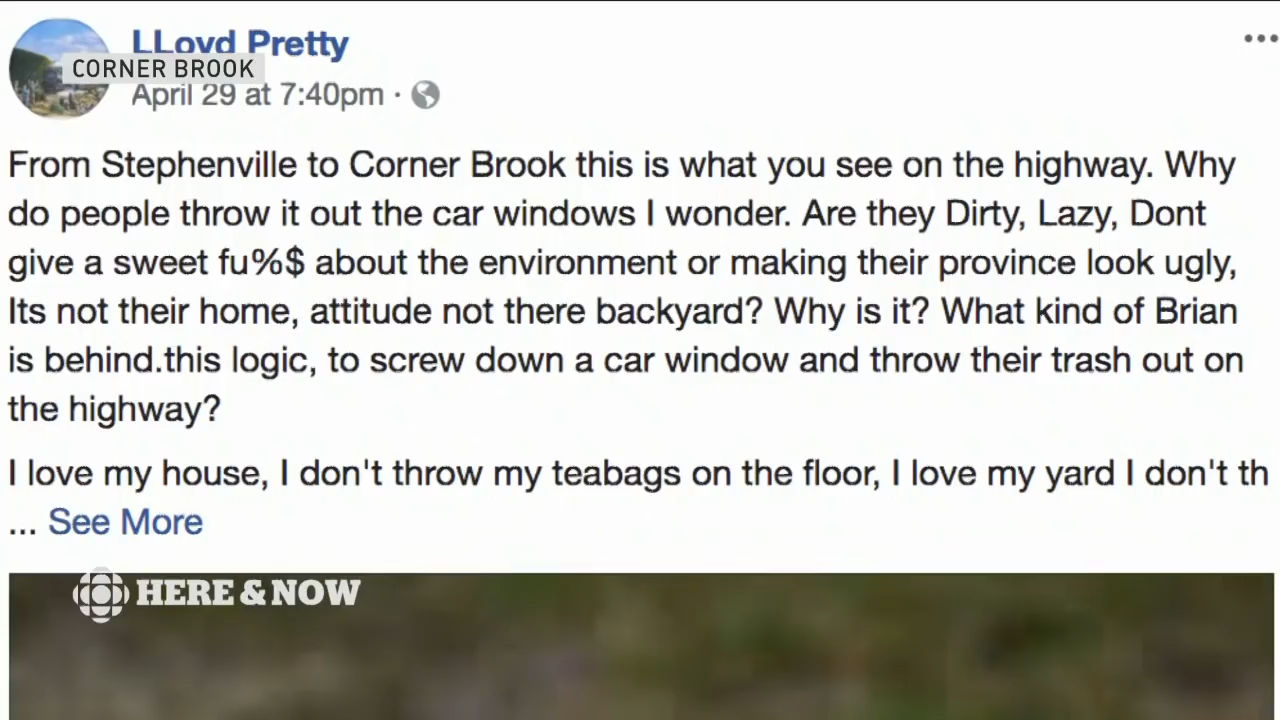 LLoyd Pretty
CORNER BROOK
April 29 at 7:40pm ·
From Stephenville to Corner Brook this is what you see on the highway. Why
do people throw it out the car windows I wonder. Are they Dirty, Lazy, Dont
give a sweet fu%$ about the environment or making their province look ugly,
Its not their home, attitude not there backyard? Why is it? What kind of Brian
is behind.this logic, to screw down a car window and throw their trash out on
the highway?
I love my house, I don't throw my teabags on the floor, I love my yard I don't th
... See More
HERE & NOW